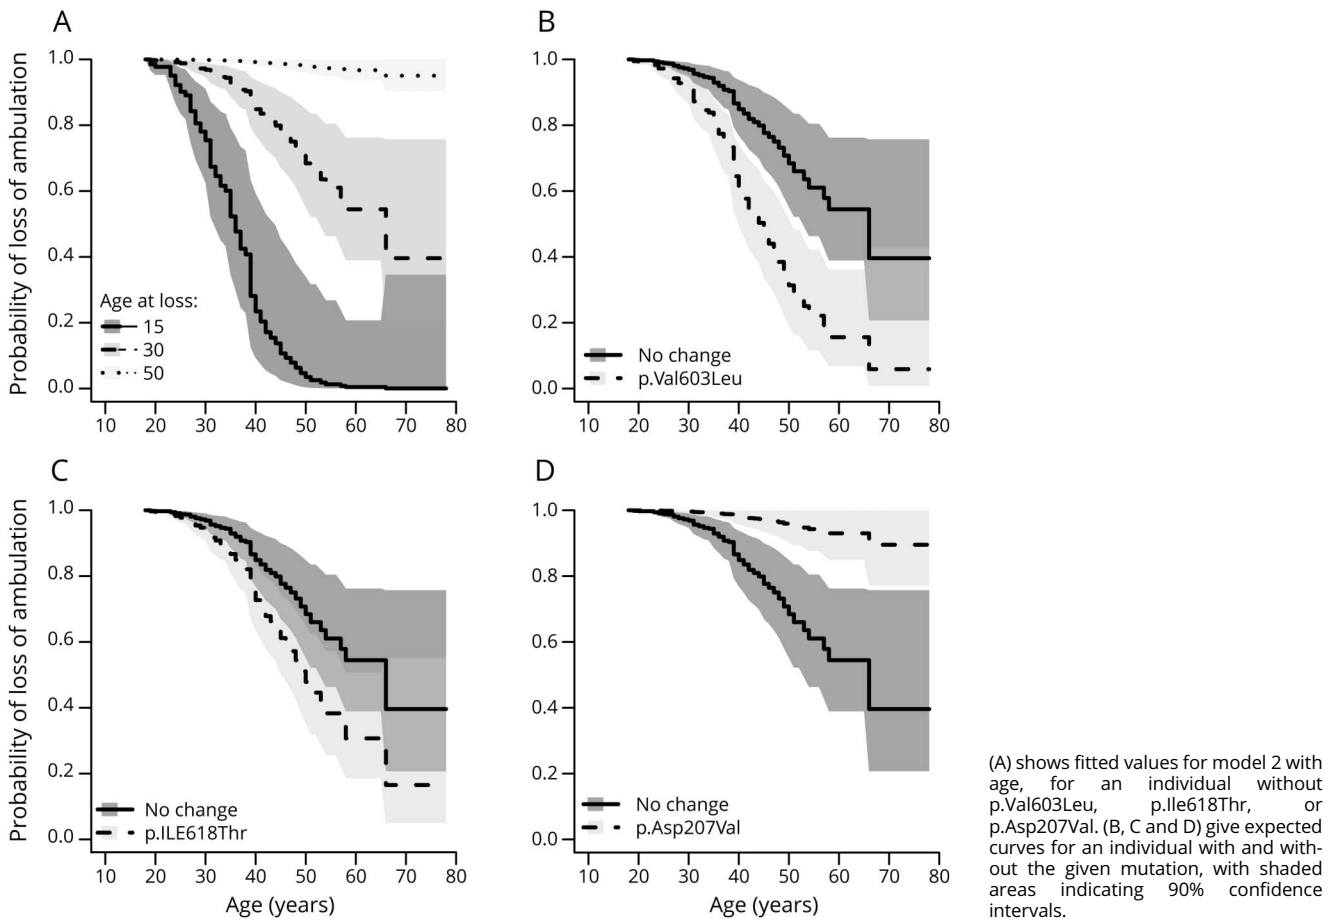 A
Probability of loss of ambulation
1.0
0.8
0.6
0.4
0.2
0.0
Age at loss:
15
30
50
10 20 30 40 50 60 70 80
B
1.0
0.8
0.6
0.4
0.2
0.0
No change
p.Val603Leu
10 20 30 40 50 60 70 80
C
Probability of loss of ambulation
1.0
0.8
0.6
0.4
0.2
0.0
No change
p.ILE618Thr
10 20 30 40 50 60 70 80
Age (years)
D
1.0
0.8
0.6
0.4
0.2
0.0
No change
p.Asp207Val
10 20 30 40 50 60 70 80
Age (years)
(A) shows fitted values for model 2 with
age, for an individual without
p.Val603Leu, p.Ile618Thr, or
p.Asp207Val. (B, C and D) give expected
curves for an individual with and with-
out the given mutation, with shaded
areas indicating 90% confidence
intervals.